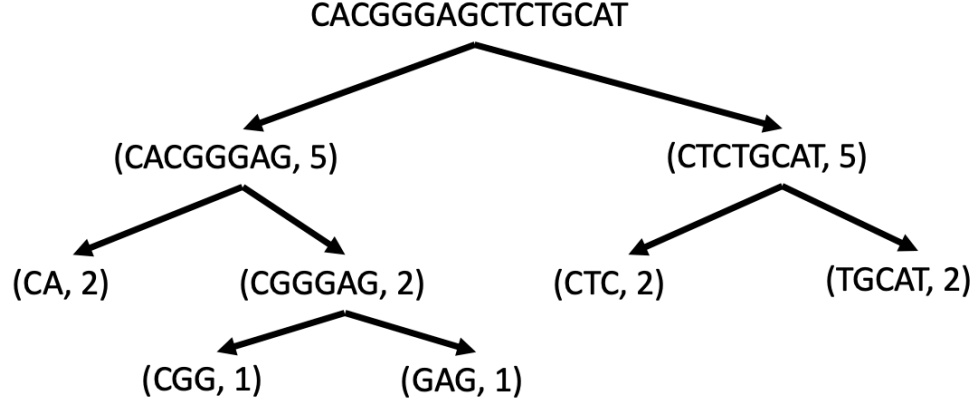 CACGGGAGCTCTGCAT
(CACGGGAG, 5) (CTCTGCAT, 5)
(CA, 2) (CGGGAG, 2) (CTC, 2) (TGCAT, 2)
(CGG, 1) (GAG, 1)